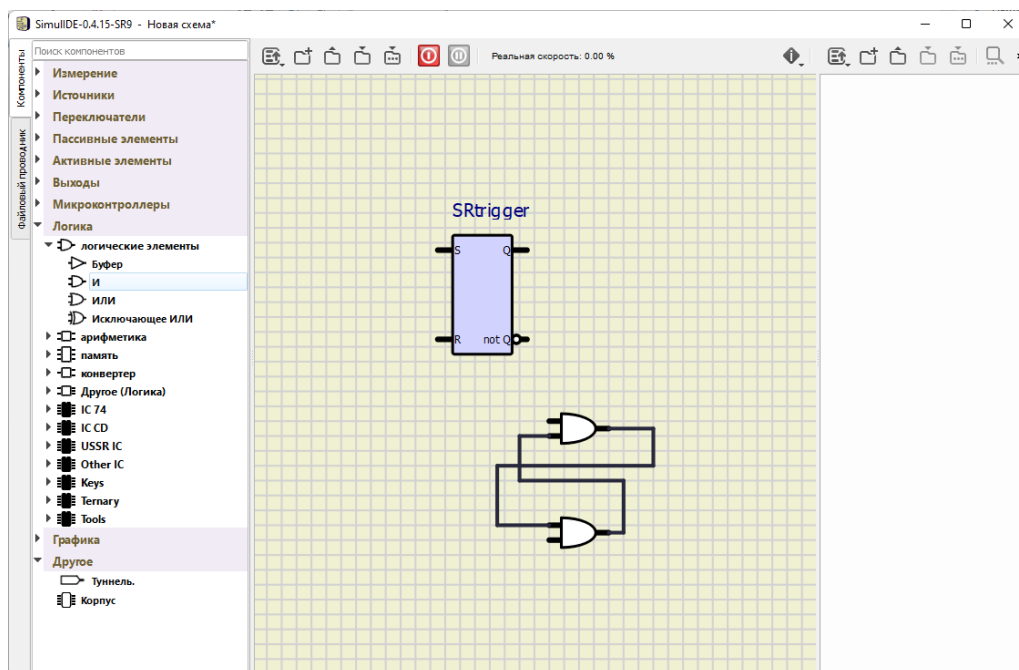 SimulIDE-0.4.15-SR9 - Новая схема*
Компоненты
Файловый проводник
Поиск компонентов
Измерение
Источники
Переключатели
Пассивные элементы
Активные элементы
Выходы
Микроконтроллеры
Логика
логические элементы
Буфер
И
ИЛИ
Исключающее ИЛИ
арифметика
память
конвертер
Другое (Логика)
IC 74
IC CD
USSR IC
Other IC
Keys
Ternary
Tools
Графика
Другое
Туннель.
Корпус
Реальная скорость: 0.00 %
SRtrigger
S Q
R not Q